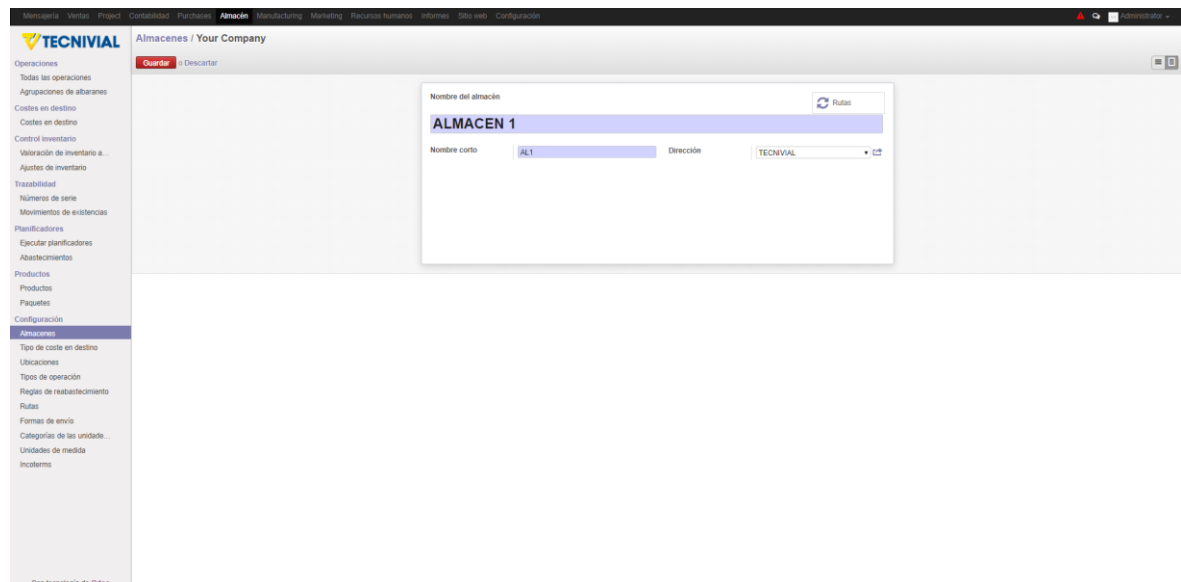 Mensajería Ventas Project Contabilidad Purchases Almacén Manufacturing Marketing Recursos humanos Informes Sitio web Configuración Administrator
TECNIVIAL
Almacenes / Your Company
Guardar o Descartar
Operaciones
Todas las operaciones
Agrupaciones de albaranes
Costes en destino
Costes en destino
Control inventario
Valoración de inventario a...
Ajustes de inventario
Trazabilidad
Números de serie
Movimientos de existencias
Planificadores
Ejecutar planificadores
Abastecimientos
Productos
Productos
Paquetes
Configuración
Almacenes
Tipo de coste en destino
Ubicaciones
Tipos de operación
Reglas de reabastecimiento
Rutas
Formas de envío
Categorías de las unidade...
Unidades de medida
Incoterms
Nombre del almacén
Rutas
ALMACEN 1
Nombre corto AL1 Dirección TECNIVIAL